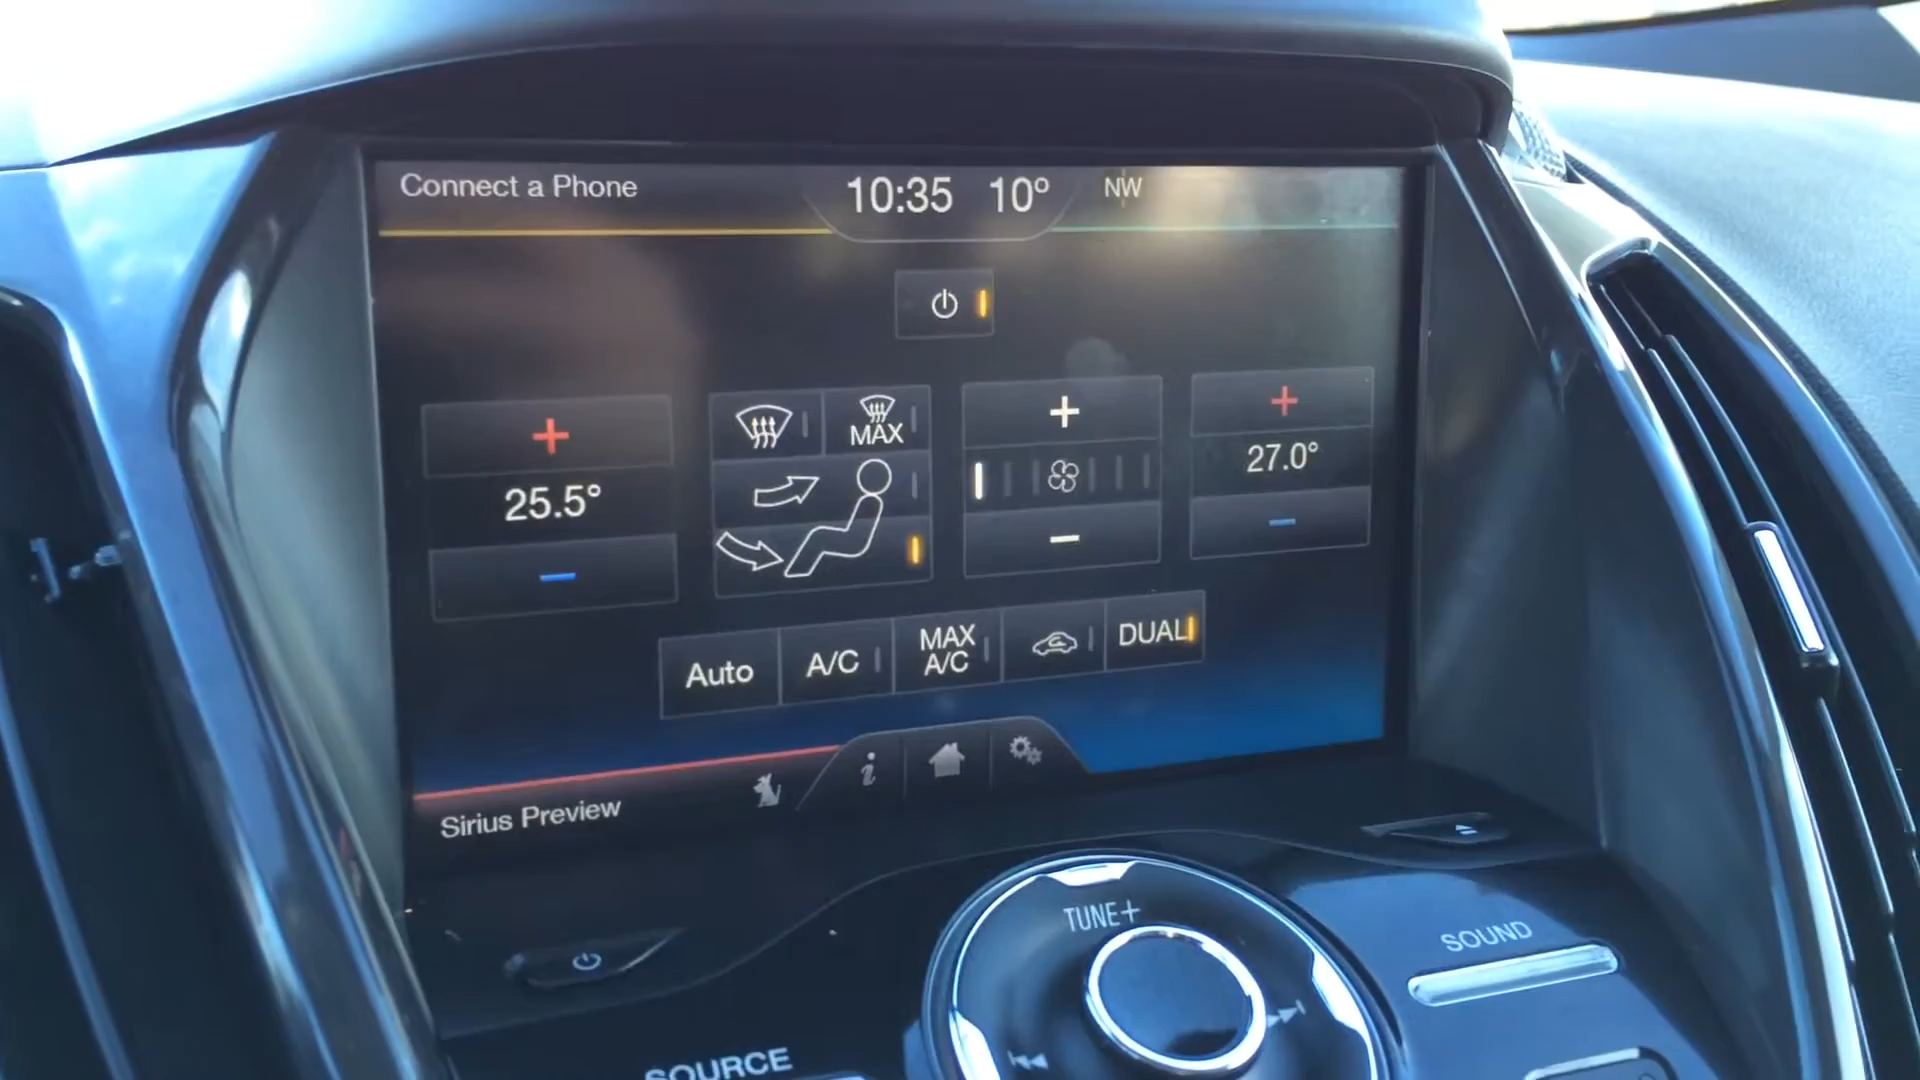 Connect a Phone
10:35 10° NW
MAX
25.5°
27.0°
Auto
A/C
MAX
A/C
DUAL
Sirius Preview
i
TUNE+
SOUND
SOURCE